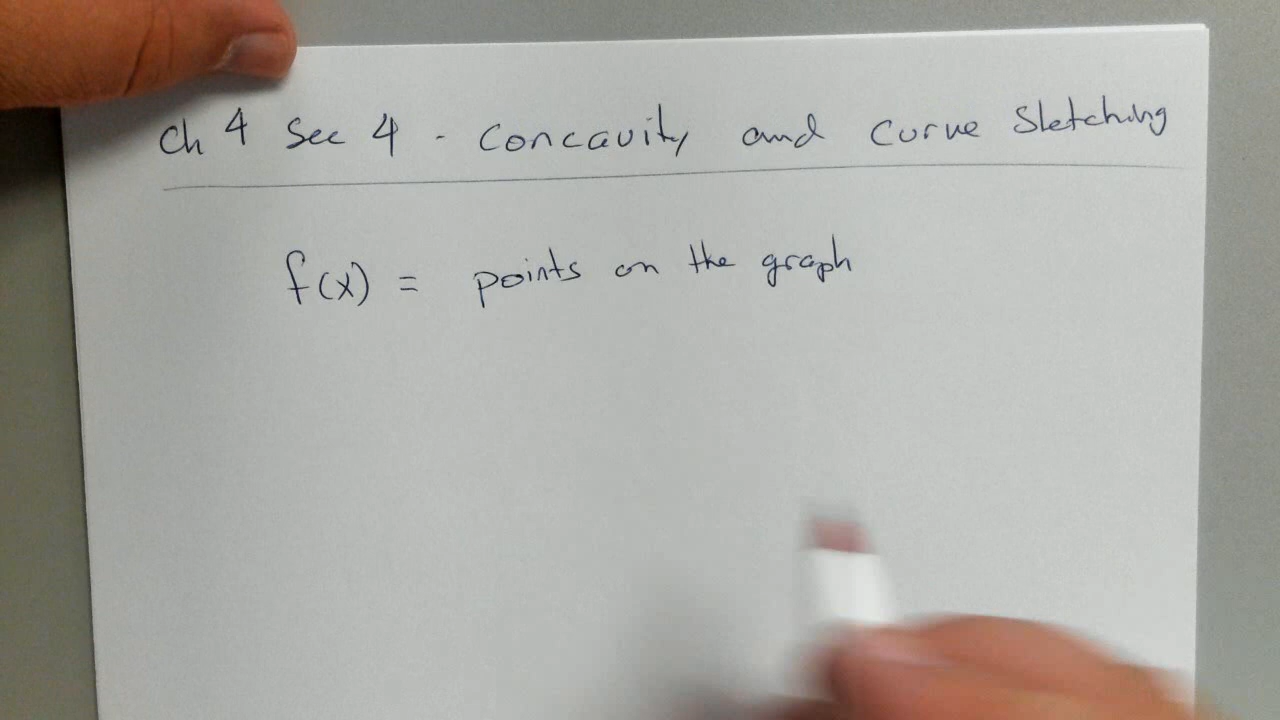 Ch 4 Sec 4 - Concavity and Curve Sketching
f(x) = points on the graph